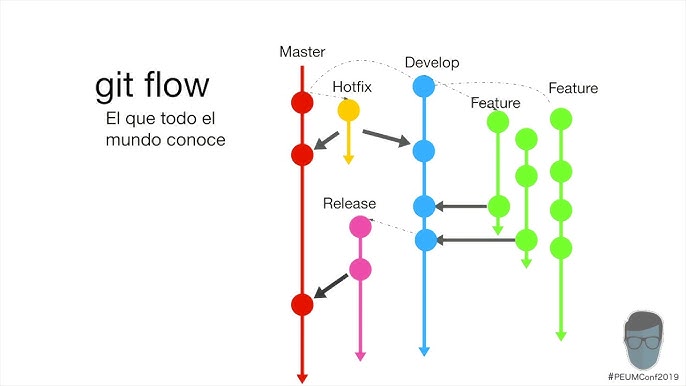 git flow
El que todo el
mundo conoce
Master
Hotfix
Develop
Feature
Feature
Release
#PEUMConf2019